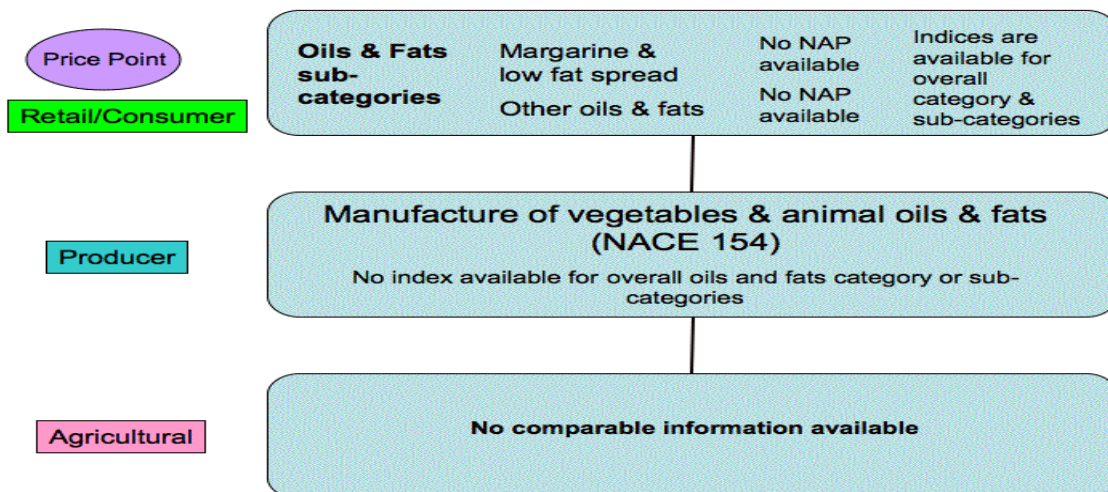 Price Point
Retail/Consumer
Oils & Fats
sub-
categories
Margarine &
low fat spread
Other oils & fats
No NAP
available
No NAP
available
Indices are
available for
overall
category &
sub-categories
Producer
Manufacture of vegetables & animal oils & fats
(NACE 154)
No index available for overall oils and fats category or sub-
categories
Agricultural
No comparable information available